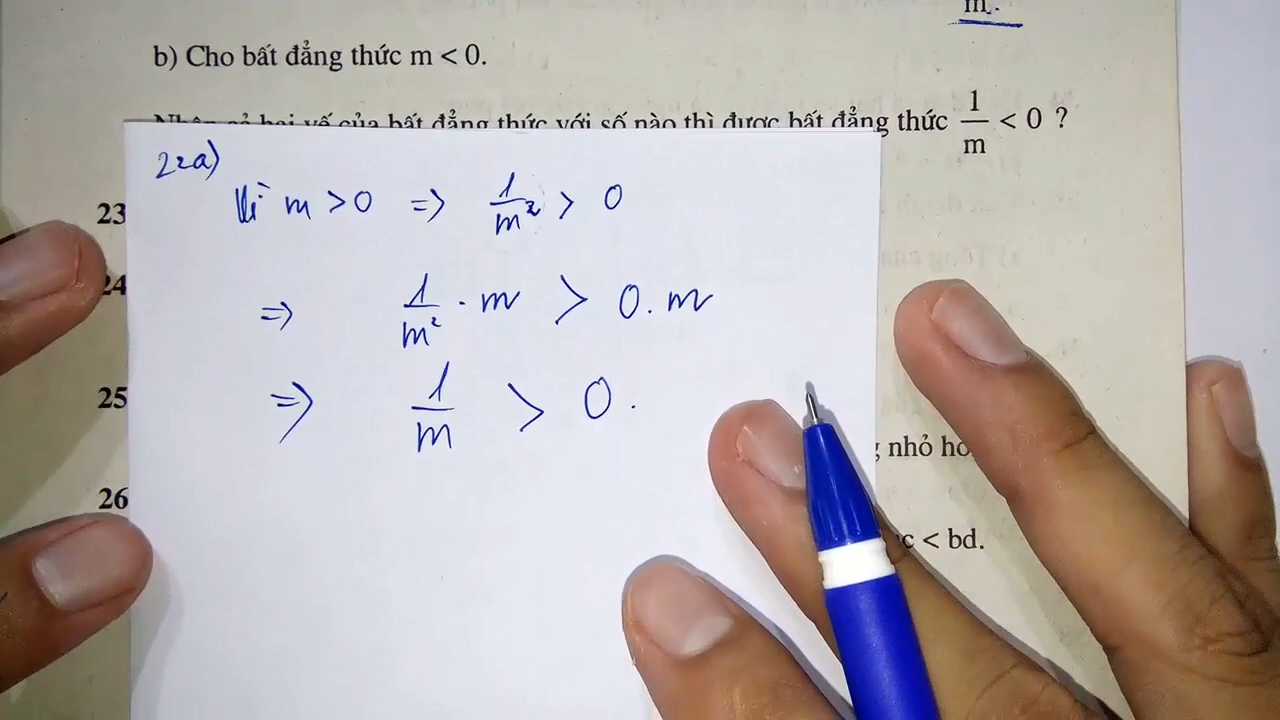 m.
b) Cho bất đẳng thức m < 0.
Nhân cả hai vế của bất đẳng thức với số nào thì được bất đẳng thức 1/m < 0 ?
22a)
Vì m > 0 => 1/m² > 0
23
24
=> 1/m² · m > 0 . m
25
=> 1/m > 0 .
nhỏ
26
c < bd.